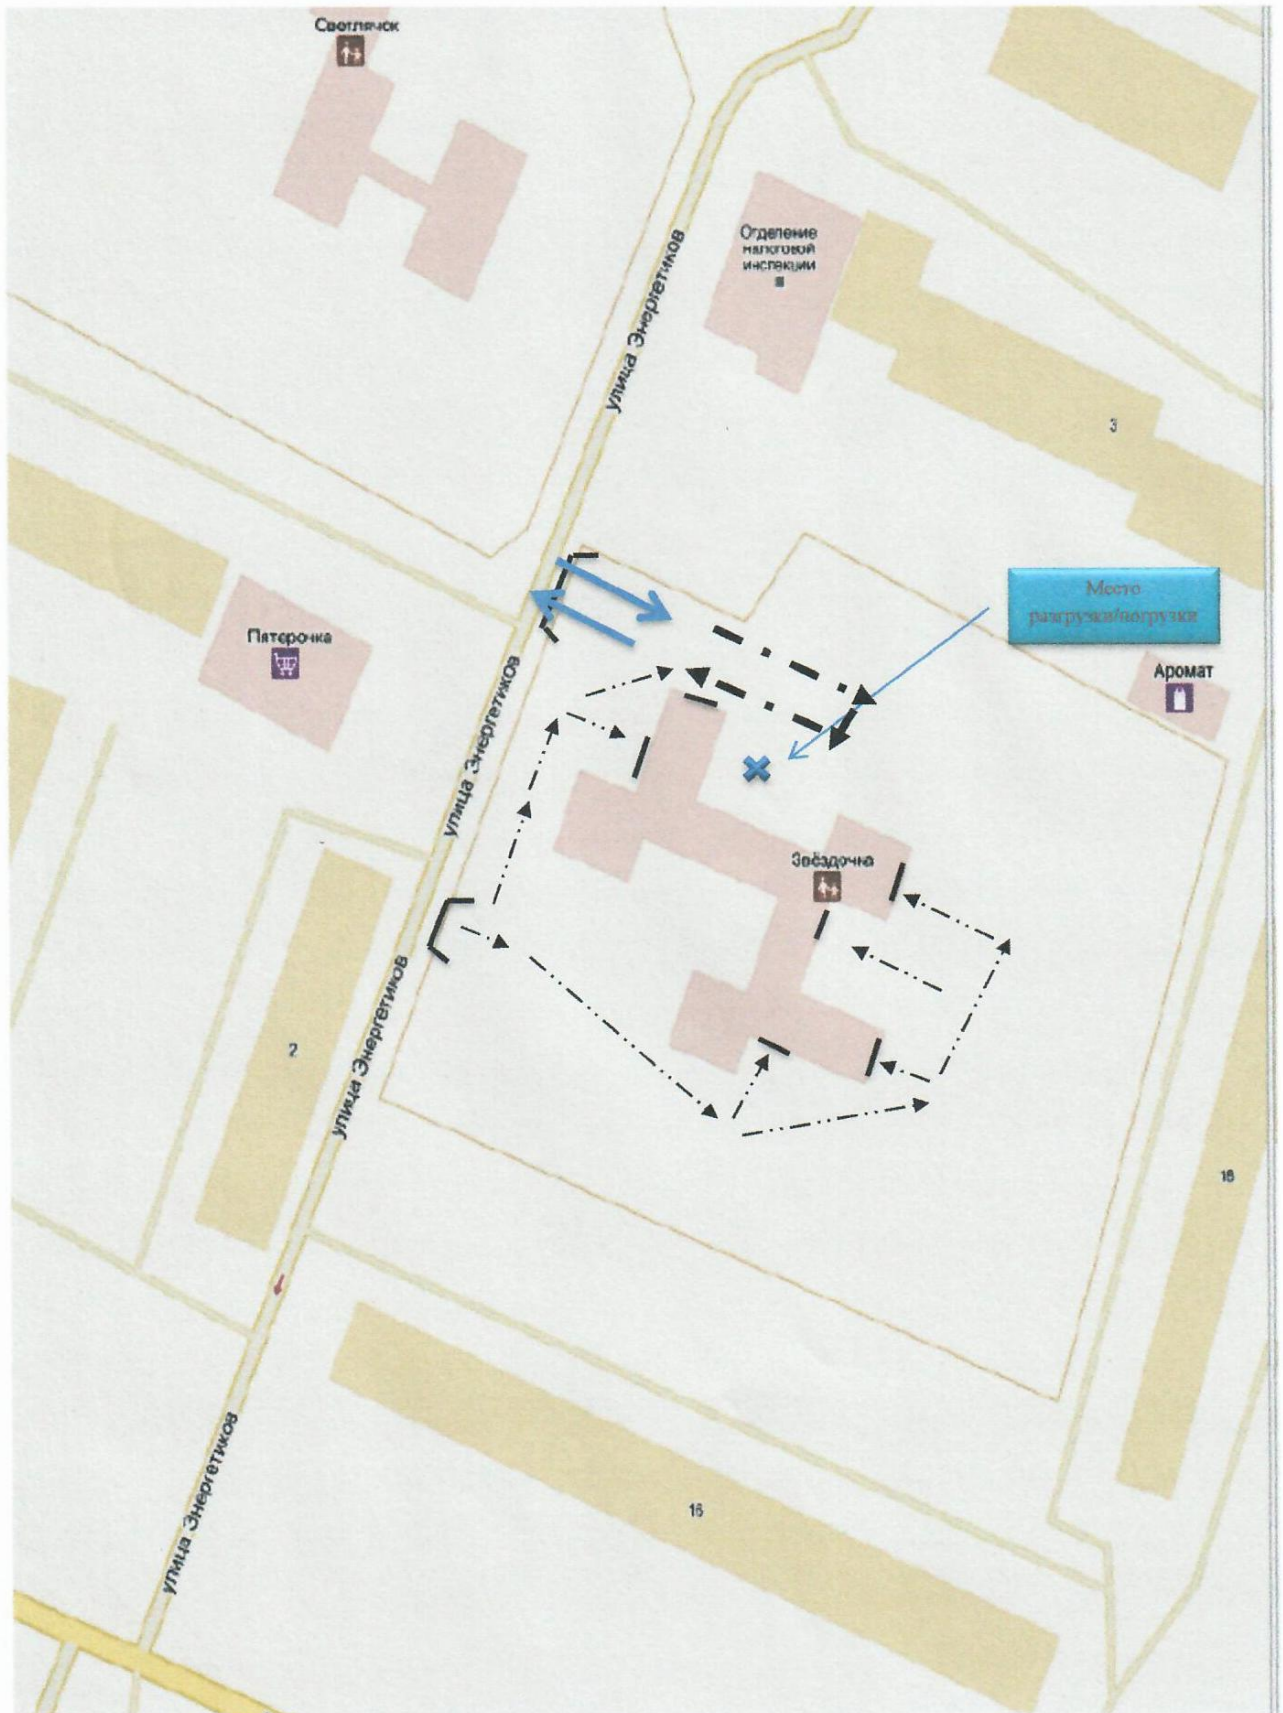 Светлячок
Отделение
налоговой
инспекции
улица Энергетиков
3
Место
разгрузки/погрузки
Пятерочка
Аромат
улица Энергетиков
Звёздочка
улица Энергетиков
2
18
16
улица Энергетиков